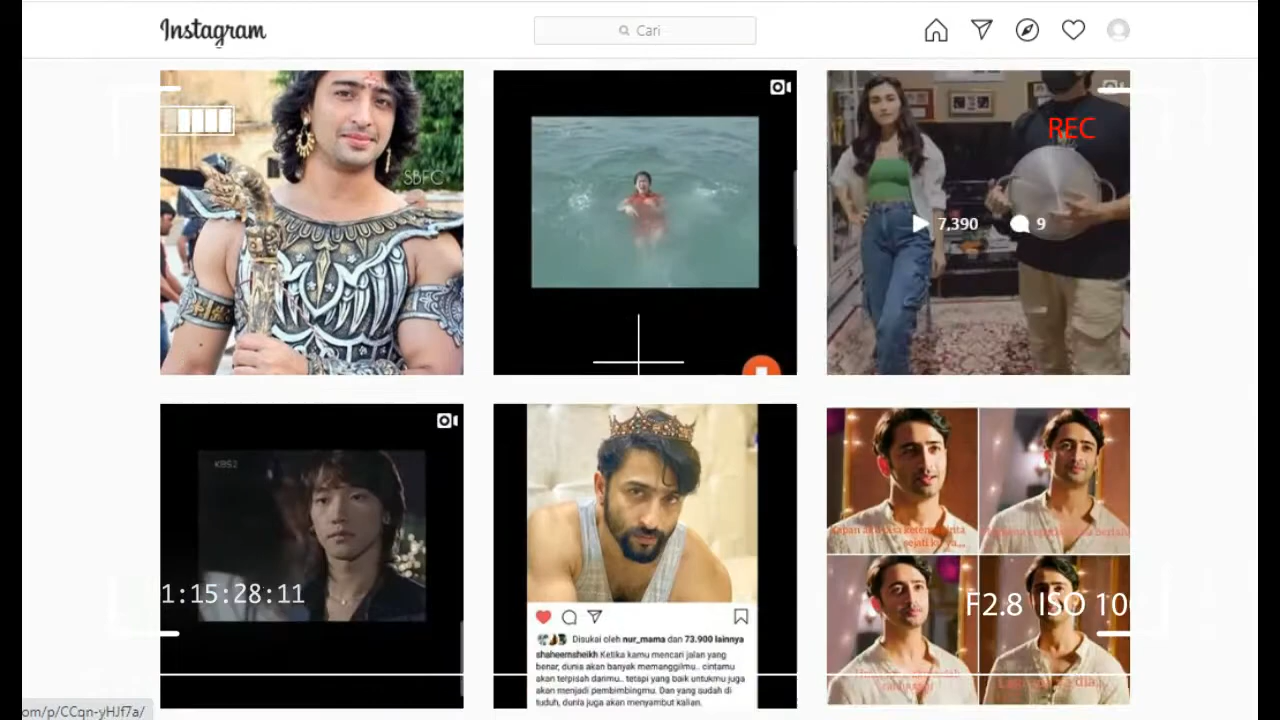 Instagram
Cari
SBFC
REC
7,390
9
KBS2
1:15:28:11
Disukai oleh nur_mama dan 73.900 lainnya
shaheernsheikh Ketika kamu mencari jalan yang
benar, dunia akan banyak memanggilmu.. cintamu
akan terpisah darimu.. tetapi yang baik untukmu juga
akan menjadi pembimbingmu. Dan yang sudah di
tuduh, dunia juga akan menyambut kalian.
sejati
F2.8 ISO 10
om/p/CCqn-yHJf7a/